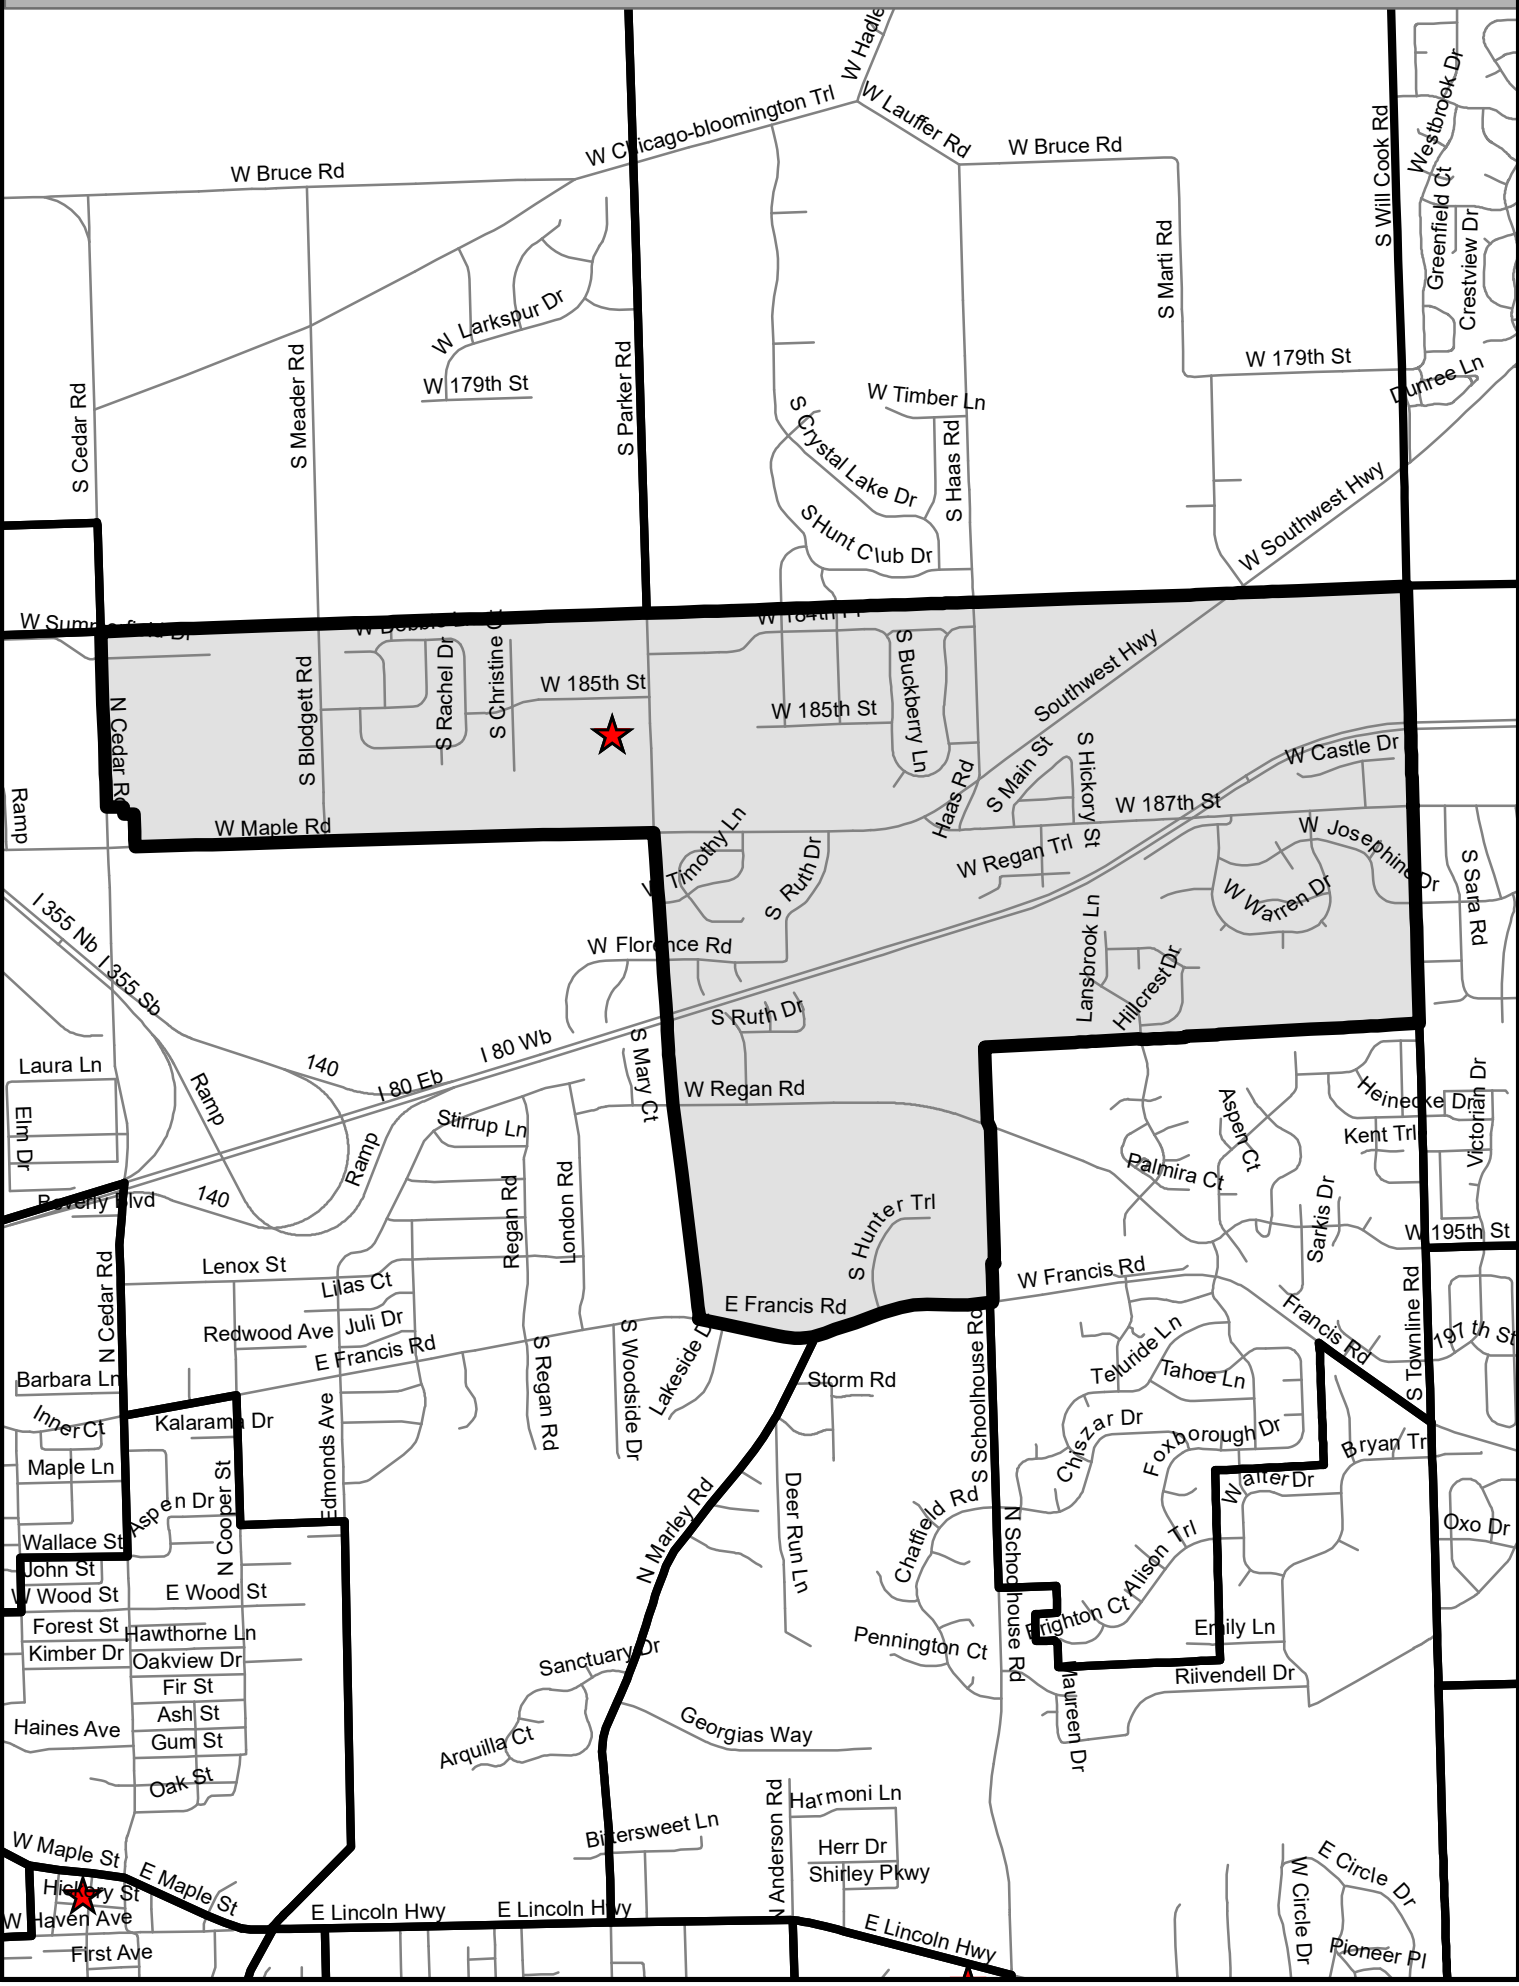 W Hadle
W Chicago-bloomington Trl
W Lauffer Rd
W Bruce Rd
W Bruce Rd
S Will Cook Rd
Westbrook Dr
Greenfield Ct
Crestview Dr
S Marti Rd
W Larkspur Dr
W 179th St
W 179th St
Dunree Ln
S Cedar Rd
S Meader Rd
S Parker Rd
W Timber Ln
S Crystal Lake Dr
S Haas Rd
S Hunt Club Dr
W Southwest Hwy
W Summerfield Dr
W 184th Pl
N Cedar Rd
S Blodgett Rd
S Rachel Dr
S Christine C
W 185th St
W 185th St
S Buckberry Ln
Southwest Hwy
Haas Rd
S Main St
S Hickory St
W Castle Dr
W 187th St
Ramp
W Maple Rd
W Timothy Ln
S Ruth Dr
W Regan Trl
W Josephine Dr
W Warren Dr
S Sara Rd
I 355 Nb
I 355 Sb
W Florence Rd
Lansbrook Ln
Hillcrest Dr
S Ruth Dr
I 80 Wb
I 80 Eb
140
S Mary Ct
W Regan Rd
Laura Ln
Elm Dr
Ramp
Stirrup Ln
Ramp
Aspen Ct
Heinecke Dr
Kent Trl
Victorian Dr
Palmira Ct
Beverly Blvd
140
Regan Rd
London Rd
S Hunter Trl
Sarkis Dr
W 195th St
N Cedar Rd
Lenox St
Lilas Ct
W Francis Rd
E Francis Rd
Redwood Ave
Juli Dr
E Francis Rd
S Regan Rd
S Woodside Dr
Lakeside D
S Schoolhouse Rd
Telluride Ln
Francis Rd
197 th St
S Townline Rd
Barbara Ln
Storm Rd
Tahoe Ln
Inner Ct
Kalarama Dr
Edmonds Ave
Chiszar Dr
Foxborough Dr
Bryan Tr
Maple Ln
Aspen Dr
N Cooper St
N Marley Rd
Deer Run Ln
Chatfield Rd
Walter Dr
Oxo Dr
Wallace St
John St
W Wood St
E Wood St
N Schoolhouse Rd
Alison Trl
Brighton Ct
Forest St
Hawthorne Ln
Kimber Dr
Oakview Dr
Sanctuary Dr
Pennington Ct
Emily Ln
Fir St
Riivendell Dr
Ash St
Haines Ave
Gum St
Arquilla Ct
Georgias Way
Maureen Dr
Oak St
N Anderson Rd
Harmoni Ln
Bittersweet Ln
Herr Dr
Shirley Pkwy
W Maple St
E Maple St
Hickory St
W Haven Ave
First Ave
E Lincoln Hwy
E Lincoln Hwy
E Lincoln Hwy
W Circle Dr
E Circle Dr
Pioneer Pl